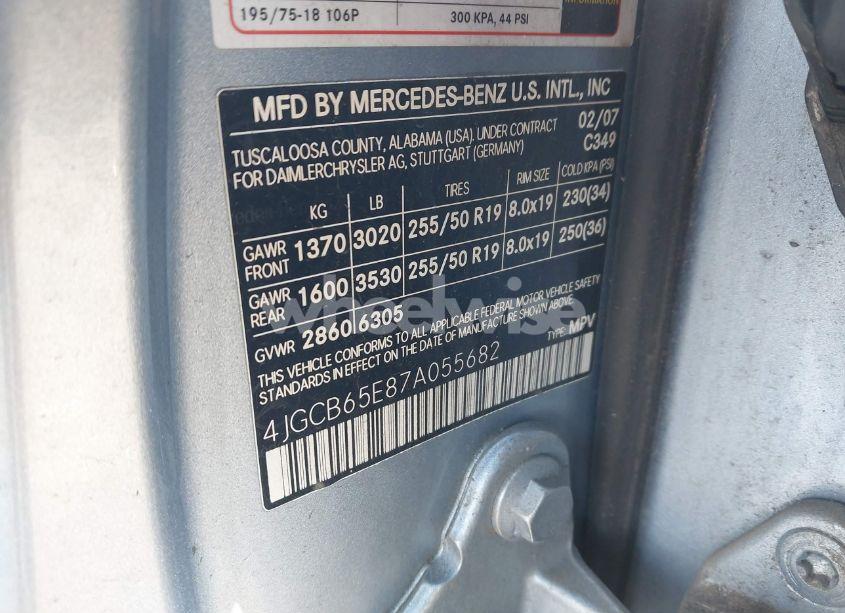 195/75-18 106P 300 KPA, 44 PSI
INFORMATION
MFD BY MERCEDES-BENZ U.S. INTL., INC
TUSCALOOSA COUNTY, ALABAMA (USA). UNDER CONTRACT 02/07
FOR DAIMLERCHRYSLER AG, STUTTGART (GERMANY) C349
KG LB TIRES RIM SIZE COLD KPA (PSI)
GAWR FRONT 1370 3020 255/50 R19 8.0x19 230(34)
GAWR REAR 1600 3530 255/50 R19 8.0x19 250(36)
GVWR 2860 6305
THIS VEHICLE CONFORMS TO ALL APPLICABLE FEDERAL MOTOR VEHICLE SAFETY
STANDARDS IN EFFECT ON THE DATE OF MANUFACTURE SHOWN ABOVE. TYPE: MPV
4JGCB65E87A055682
wheelwise